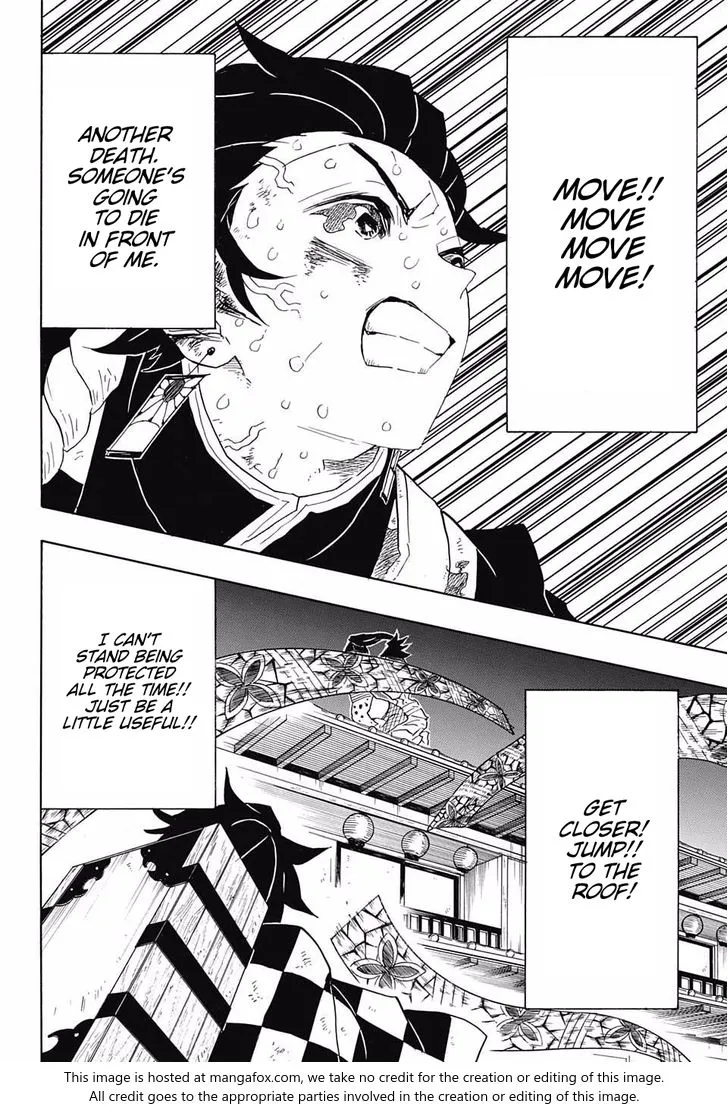 MOVE!!
MOVE
MOVE
MOVE!
ANOTHER
DEATH.
SOMEONE'S
GOING
TO DIE
IN FRONT
OF ME.
GET
CLOSER!
JUMP!!
TO THE
ROOF!
I CAN'T
STAND BEING
PROTECTED
ALL THE TIME!!
JUST BE A
LITTLE USEFUL!!
This image is hosted at mangafox.com, we take no credit for the creation or editing of this image.
All credit goes to the appropriate parties involved in the creation or editing of this image.